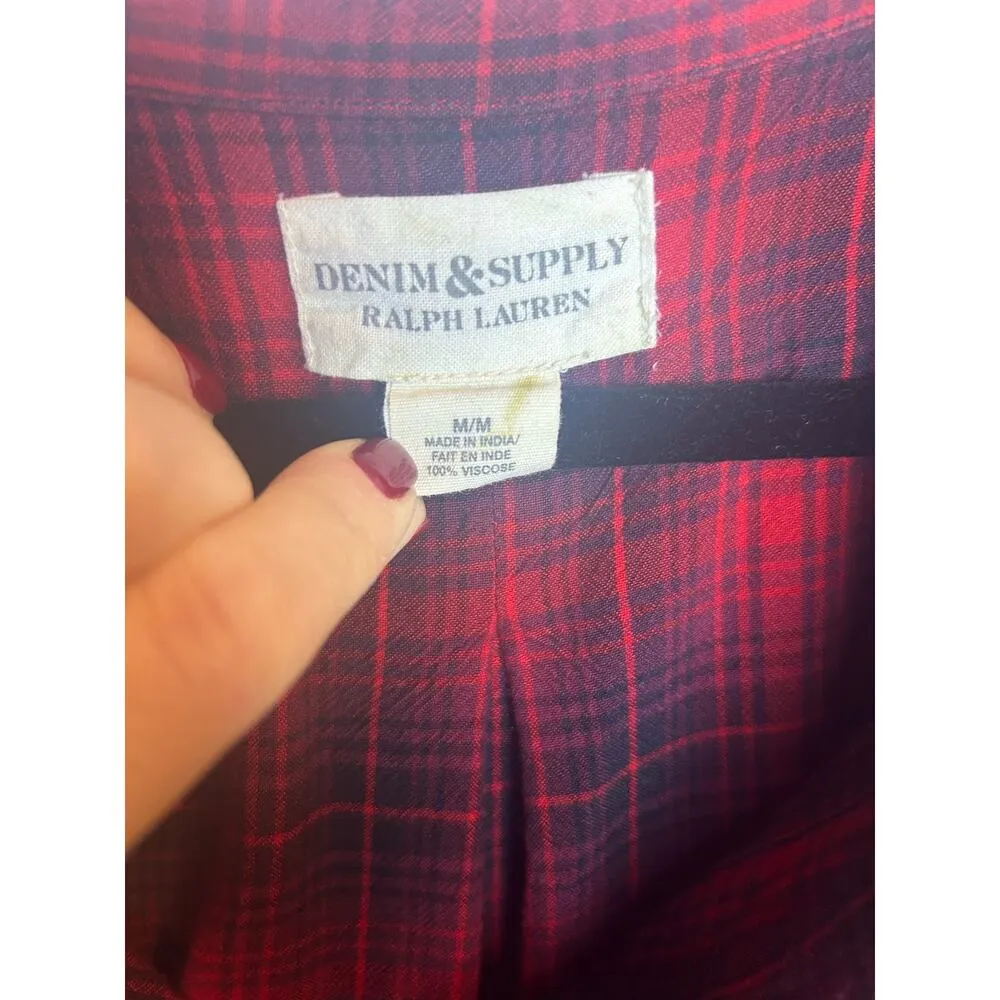 DENIM & SUPPLY
RALPH LAUREN
M/M
MADE IN INDIA/
FAIT EN INDE
100% VISCOSE